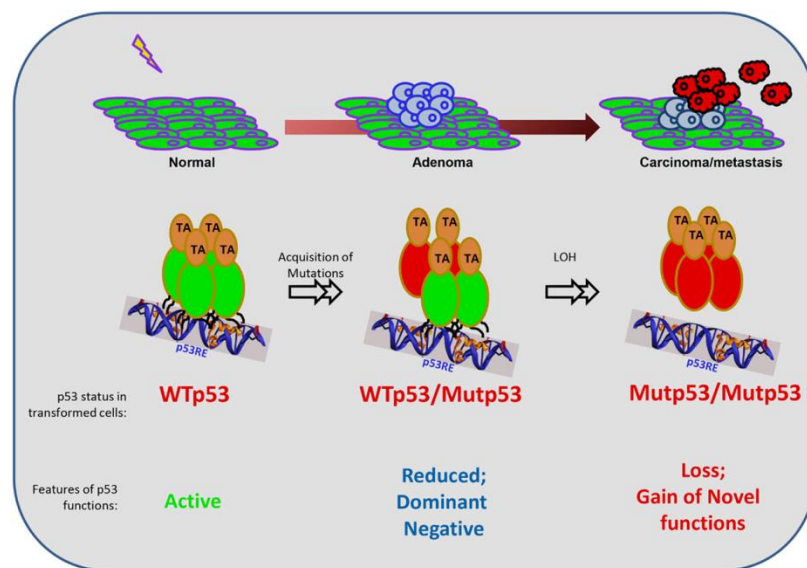 Normal
Adenoma
Carcinoma/metastasis
TA TA
TA TA
TA TA
TA TA
TA TA
TA TA
Acquisition of
Mutations
LOH
p53RE
p53RE
p53RE
p53 status in
transformed cells:
WTp53
WTp53/Mutp53
Mutp53/Mutp53
Features of p53
functions:
Active
Reduced;
Dominant
Negative
Loss;
Gain of Novel
functions